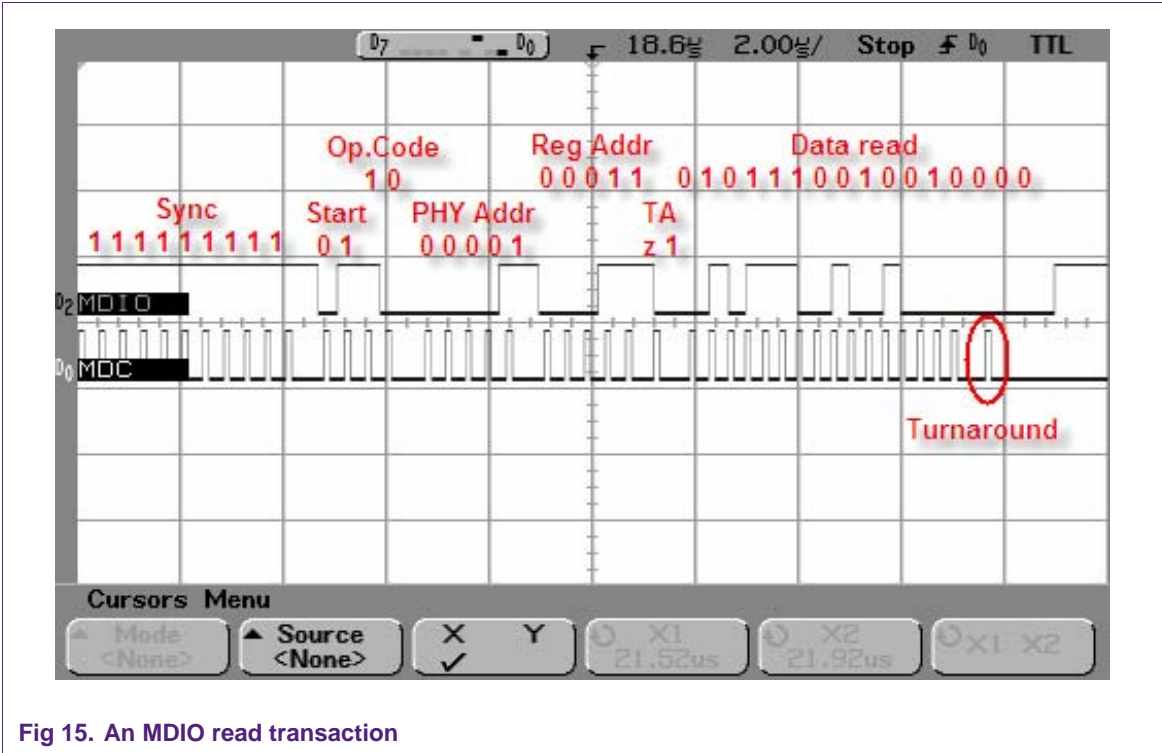 D7 D0 18.6µs 2.00µs/ Stop D0 TTL
Op.Code Reg Addr Data read
1 0 0 0 0 1 1 0 1 0 1 1 1 0 0 1 0 0 1 0 0 0 0
Sync Start PHY Addr TA
1 1 1 1 1 1 1 1 1 0 1 0 0 0 0 1 z 1
D2 MDIO
D0 MDC
Turnaround
Cursors Menu
Mode Source X Y X1 X2 X1 X2
<None> <None> ✓ 21.52us 21.92us
Fig 15. An MDIO read transaction